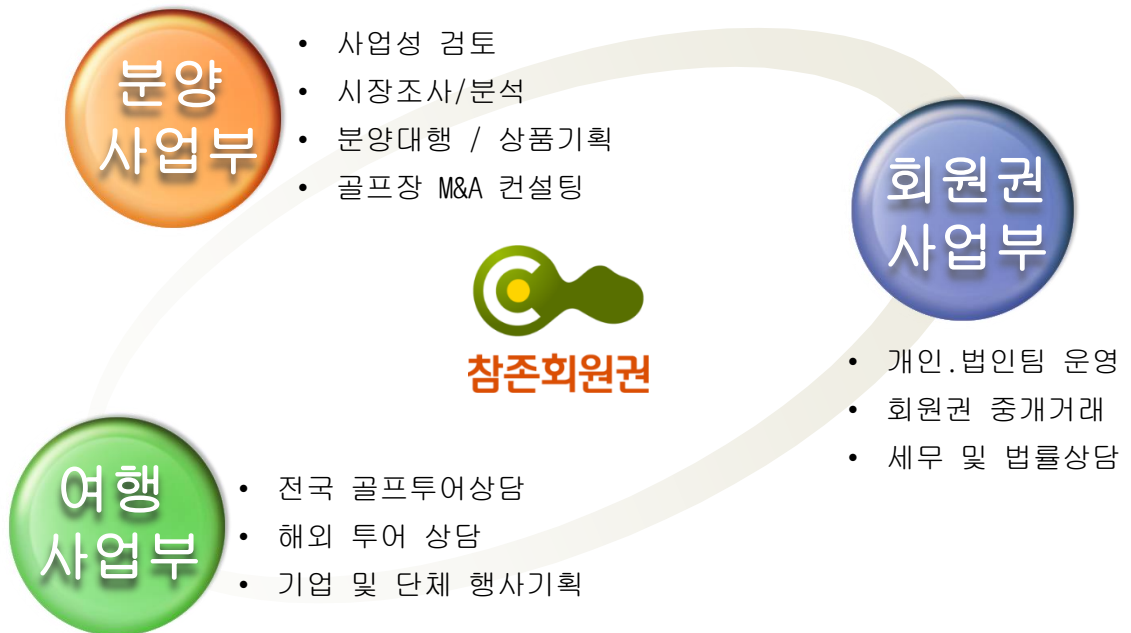 분양
사업부
• 사업성 검토
• 시장조사/분석
• 분양대행 / 상품기획
• 골프장 M&A 컨설팅
회원권
사업부
• 개인.법인팀 운영
• 회원권 중개거래
• 세무 및 법률상담
참존회원권
여행
사업부
• 전국 골프투어상담
• 해외 투어 상담
• 기업 및 단체 행사기획